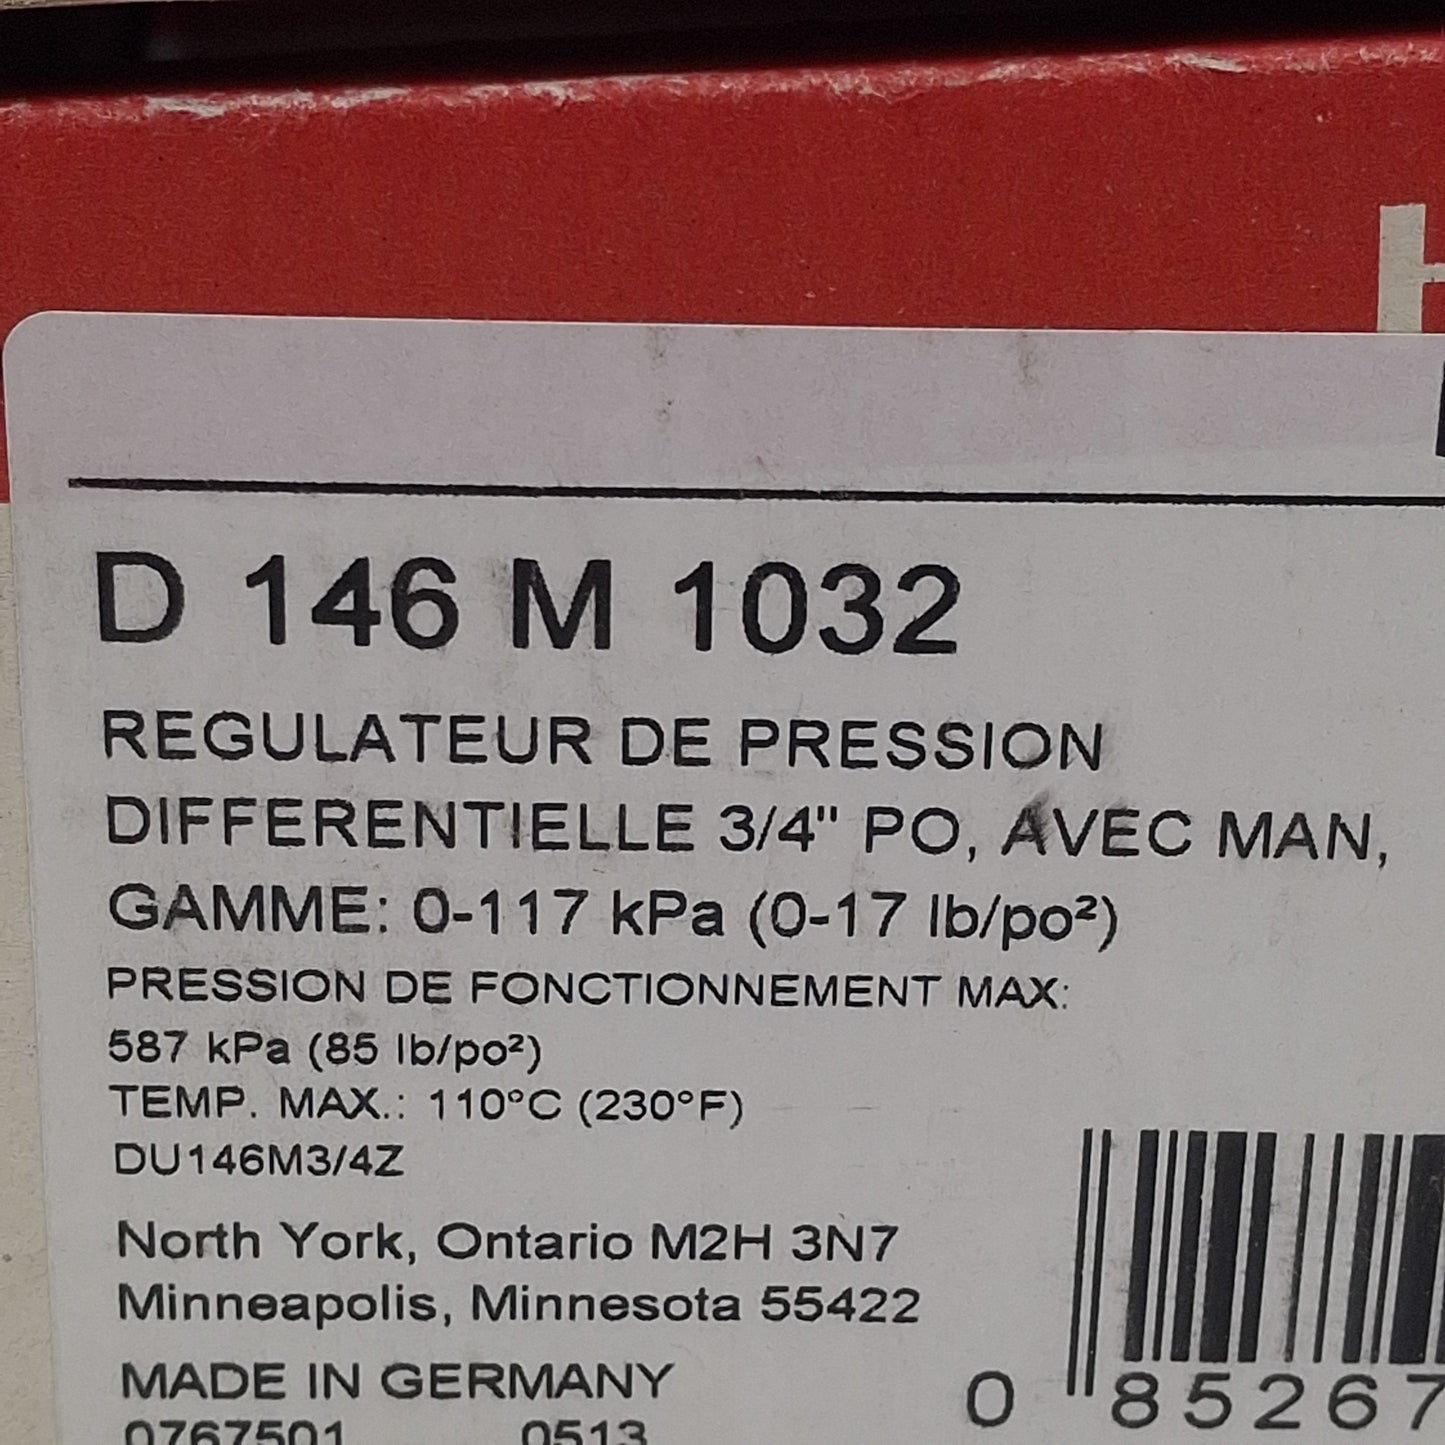 D 146 M 1032
REGULATEUR DE PRESSION
DIFFERENTIELLE 3/4" PO, AVEC MAN,
GAMME: 0-117 kPa (0-17 lb/po²)
PRESSION DE FONCTIONNEMENT MAX:
587 kPa (85 lb/po²)
TEMP. MAX.: 110°C (230°F)
DU146M3/4Z
North York, Ontario M2H 3N7
Minneapolis, Minnesota 55422
MADE IN GERMANY
0 85267
0767501 0513